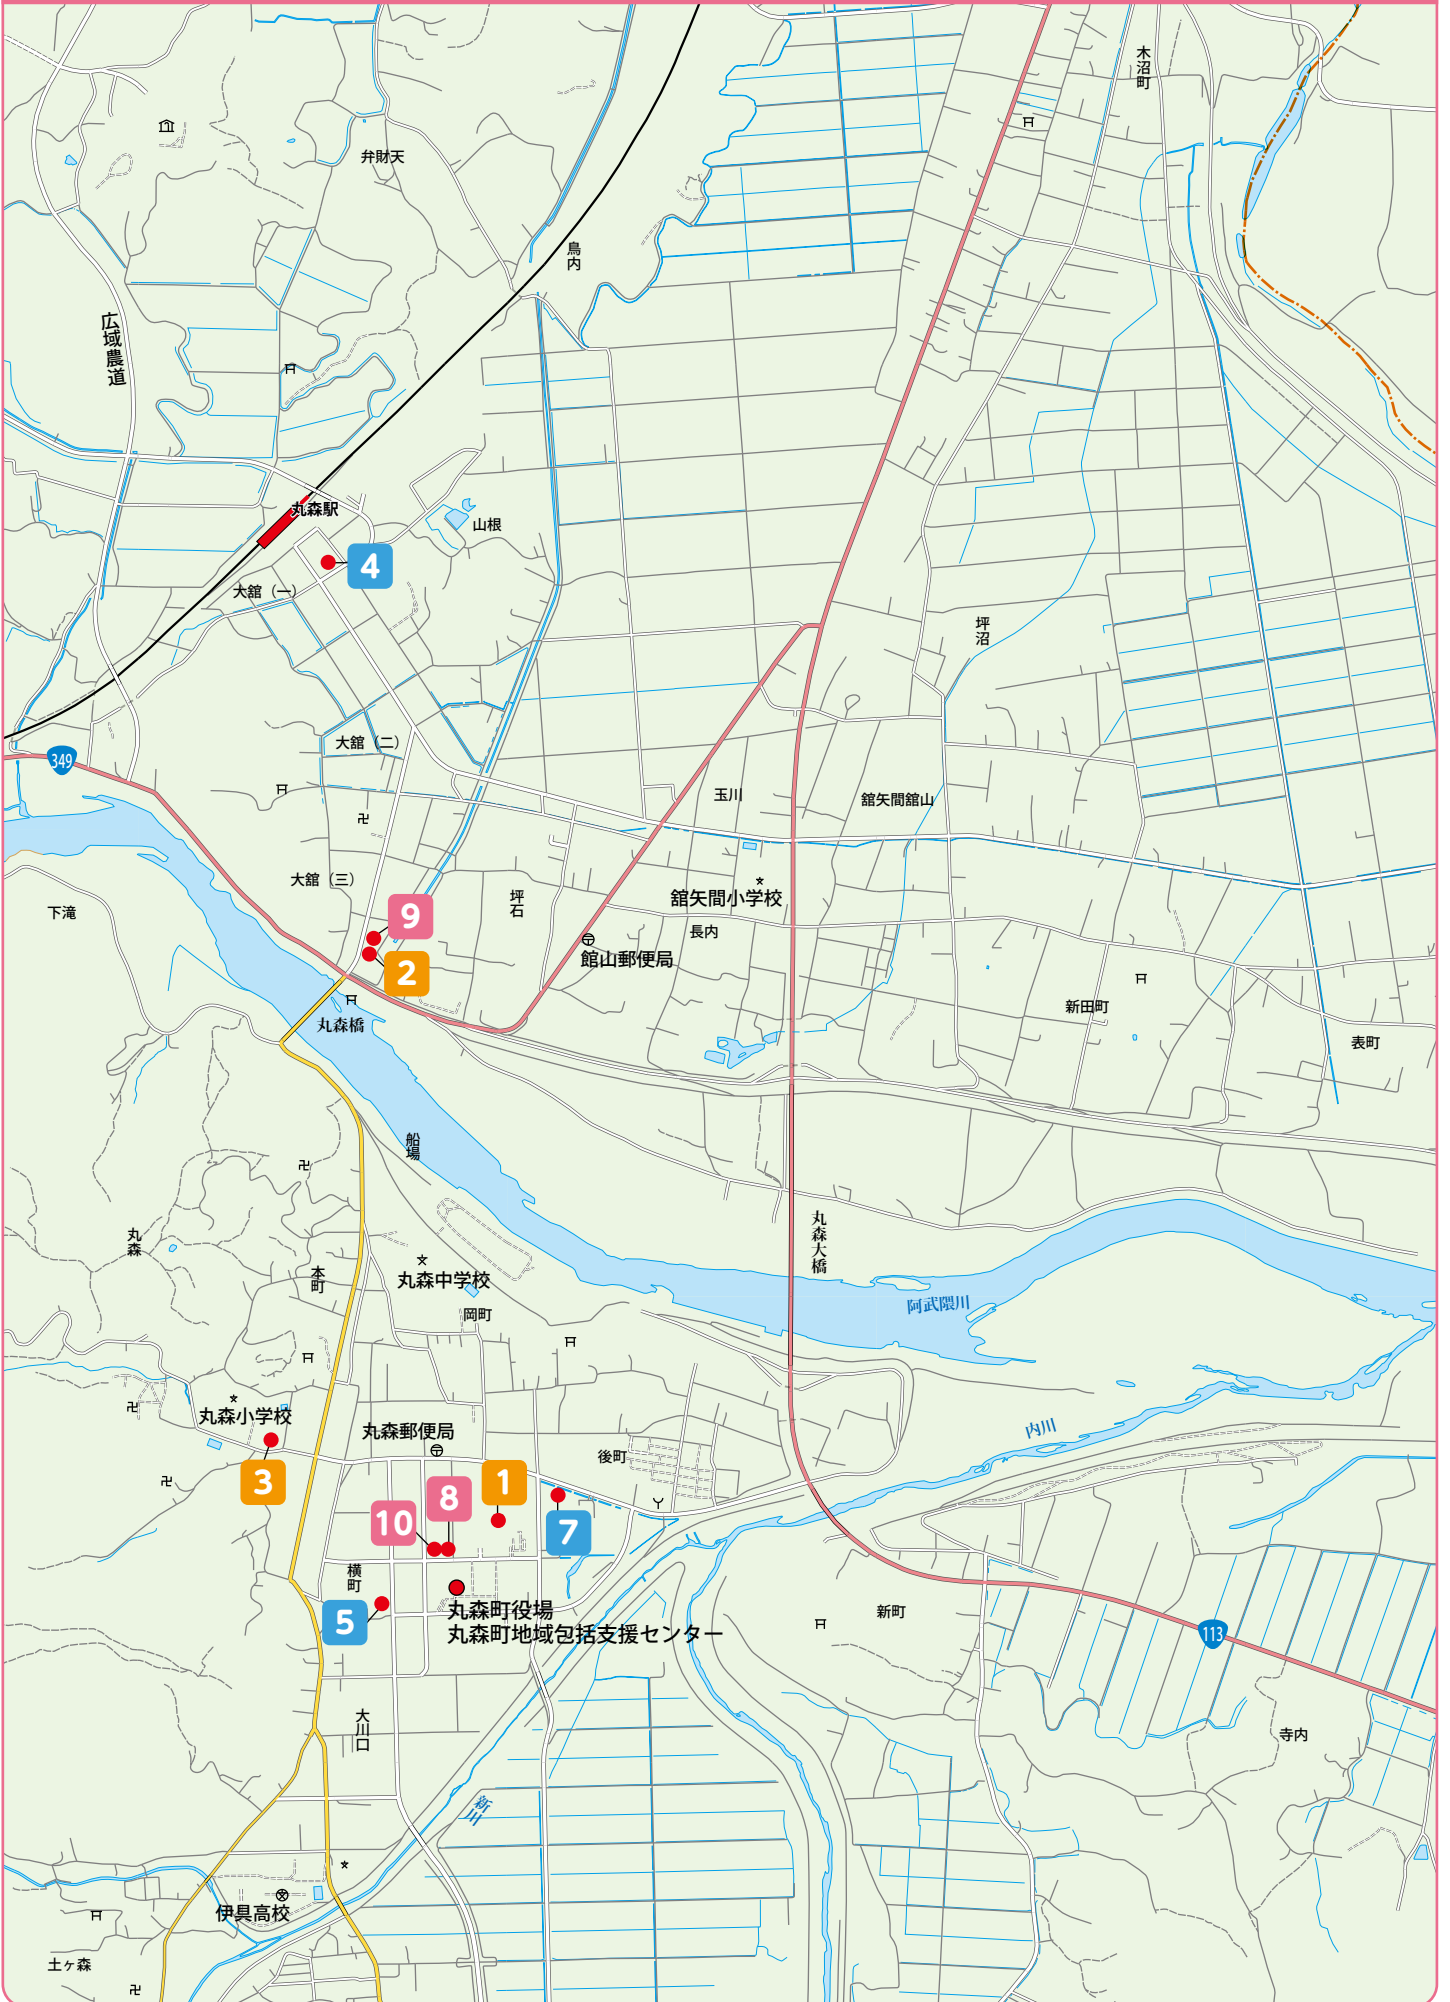 木沼町
弁財天
鳥内
広域農道
丸森駅
山根
4
大舘（一）
坪沼
大舘（二）
349
玉川
舘矢間舘山
大舘（三）
坪石
舘矢間小学校
9
下滝
長内
館山郵便局
2
新田町
丸森橋
表町
船場
丸森
丸森大橋
本町
丸森中学校
阿武隈川
岡町
丸森小学校
丸森郵便局
内川
後町
3
1
8
10
7
横町
5
丸森町役場
丸森町地域包括支援センター
新町
113
大川口
寺内
新川
伊具高校
土ヶ森